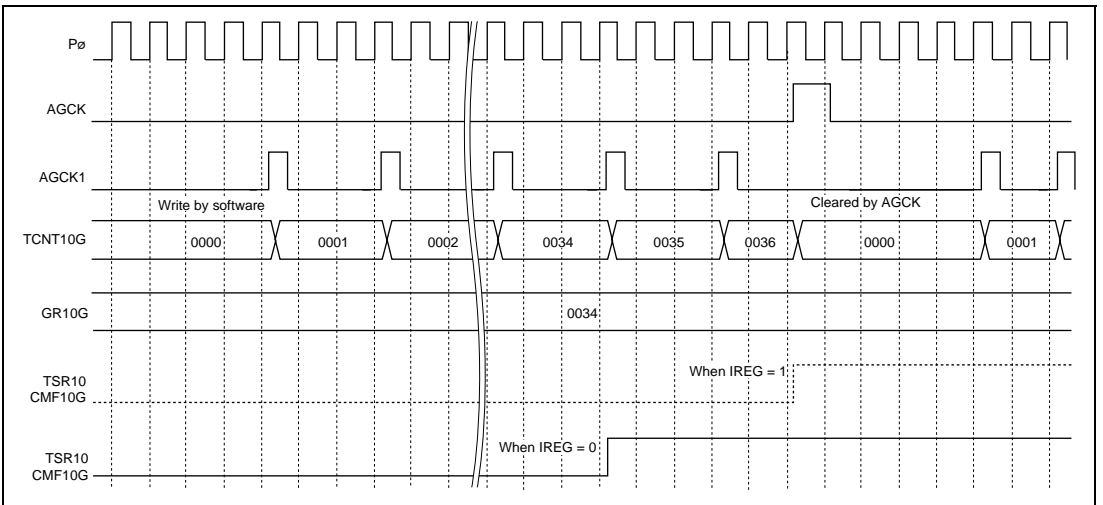 Pø
AGCK
AGCK1
Write by software
Cleared by AGCK
TCNT10G
0000
0001
0002
0034
0035
0036
0000
0001
GR10G
0034
When IREG = 1
TSR10
CMF10G
When IREG = 0
TSR10
CMF10G